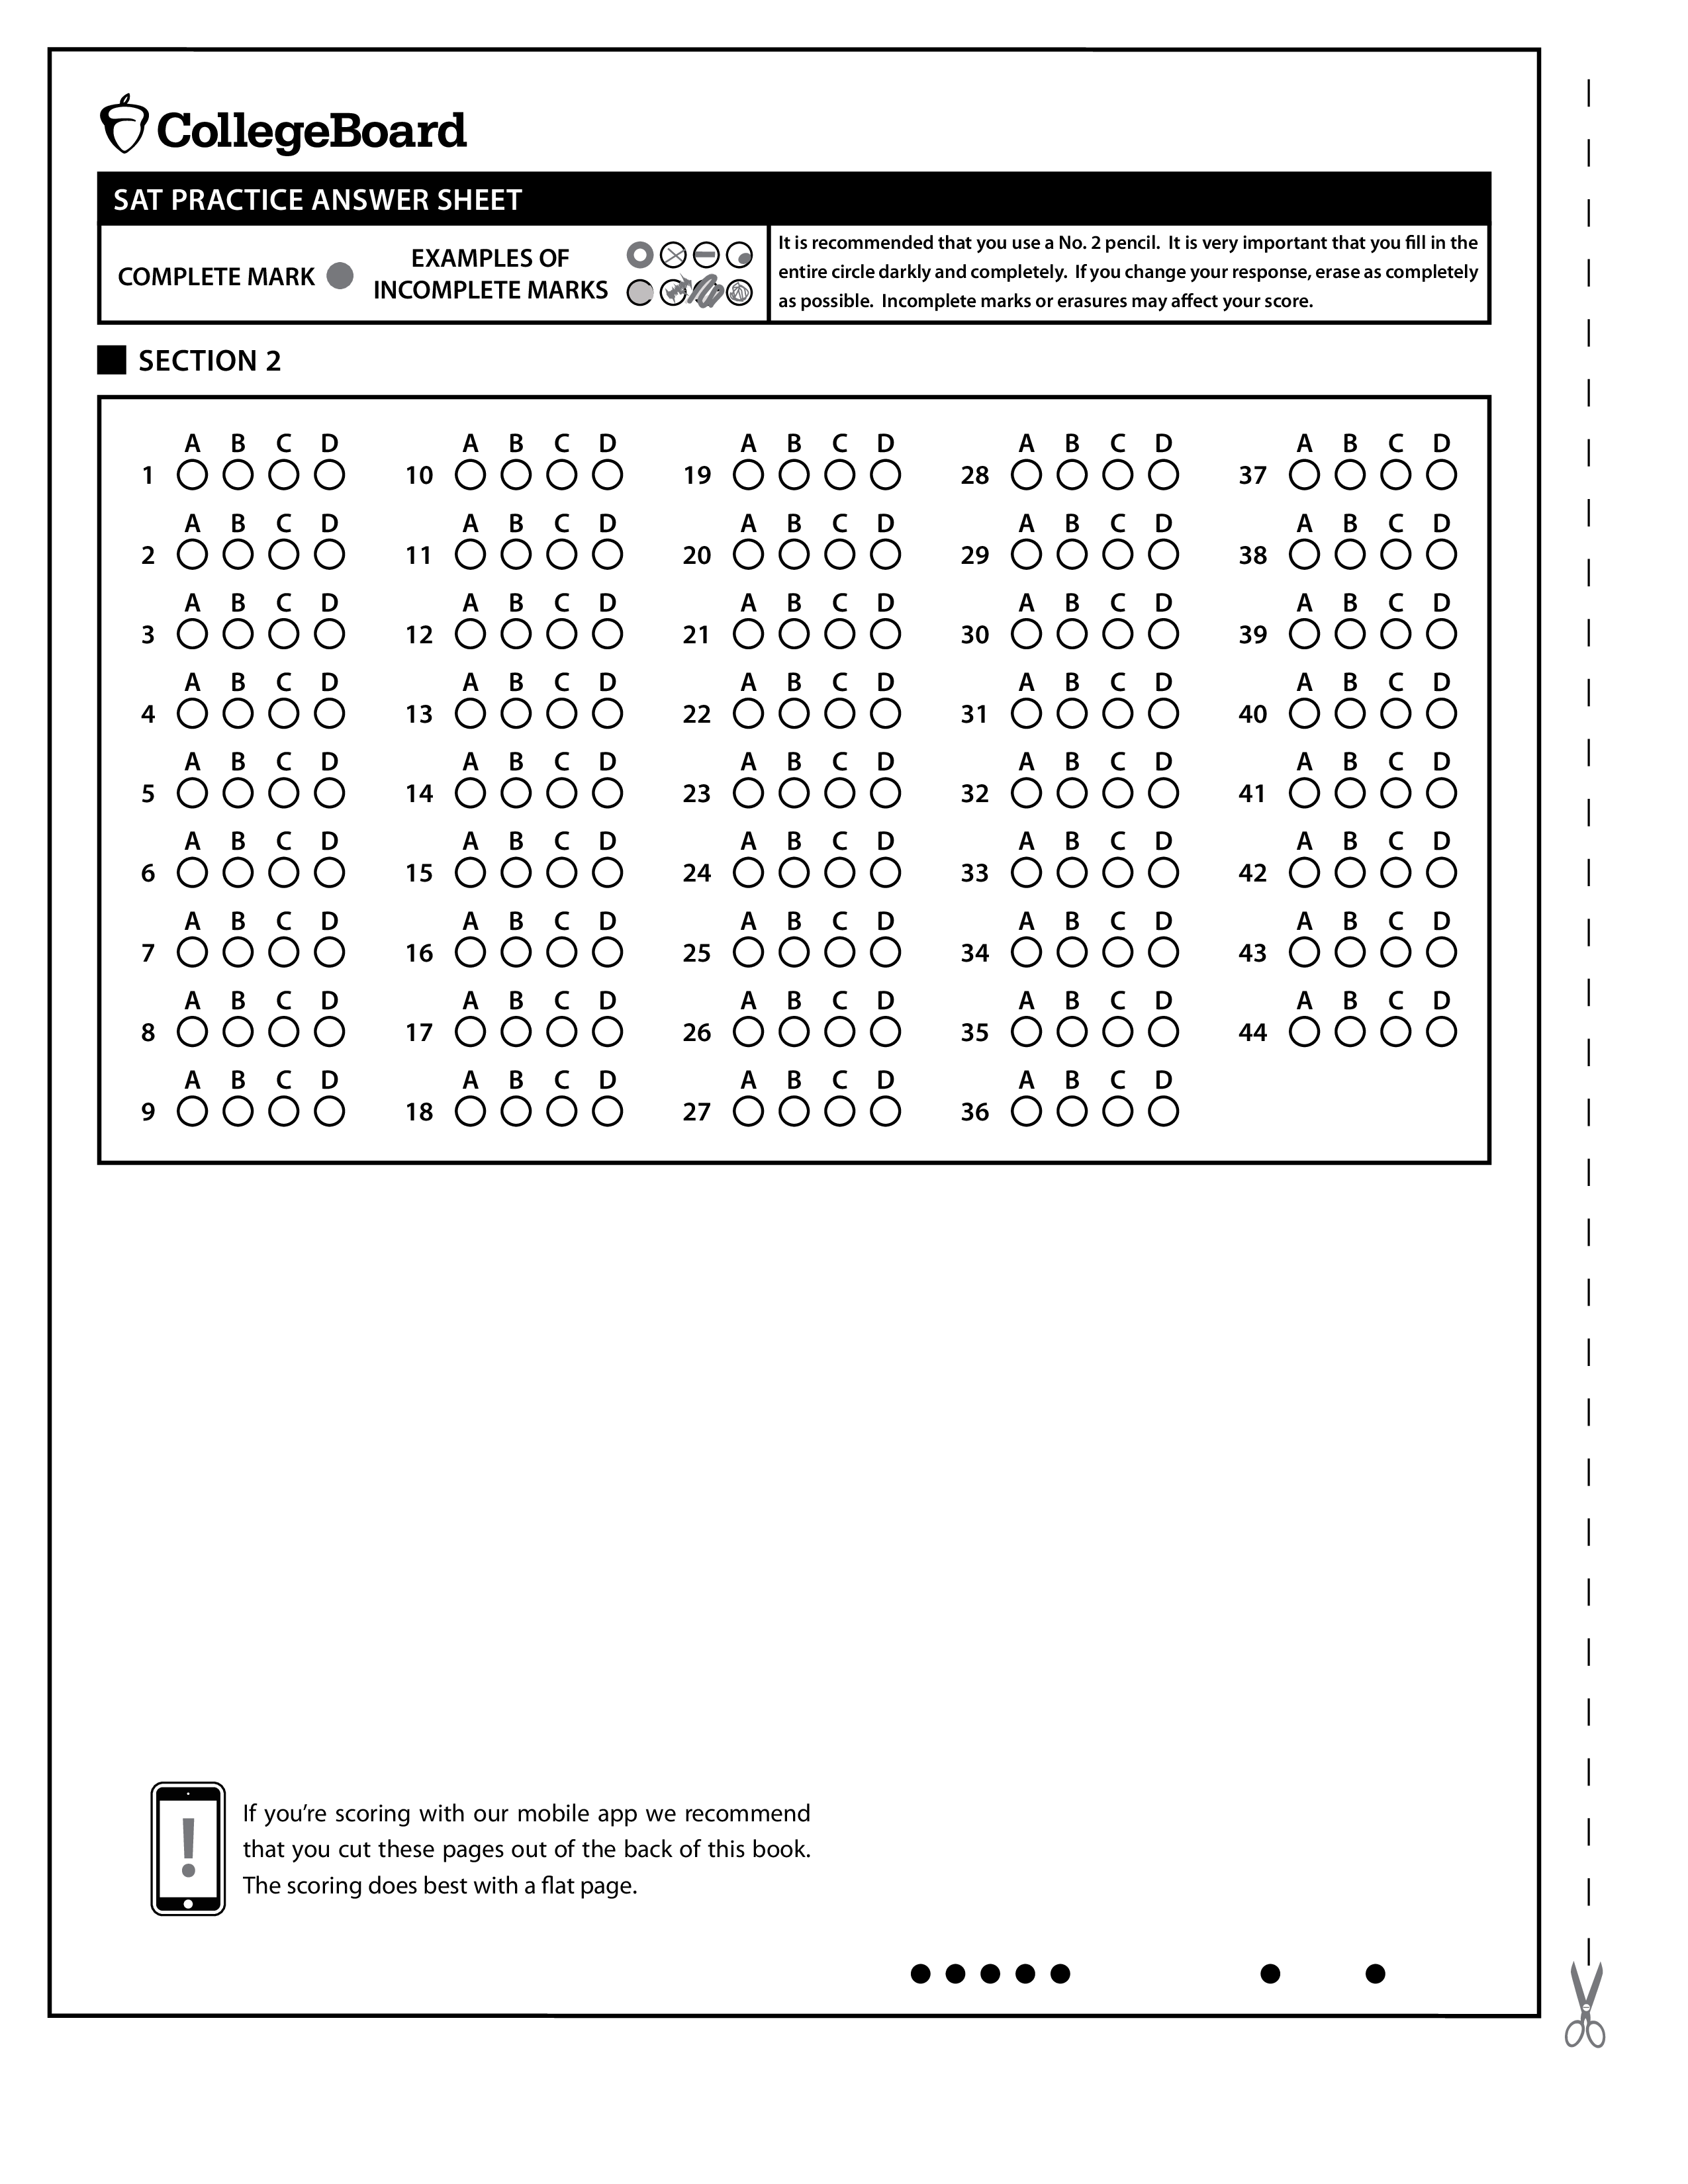 CollegeBoard
SAT PRACTICE ANSWER SHEET
COMPLETE MARK
EXAMPLES OF
INCOMPLETE MARKS
It is recommended that you use a No. 2 pencil. It is very important that you fill in the
entire circle darkly and completely. If you change your response, erase as completely
as possible. Incomplete marks or erasures may affect your score.
SECTION 2
A B C D A B C D A B C D A B C D A B C D
1 10 19 28 37
A B C D A B C D A B C D A B C D A B C D
2 11 20 29 38
A B C D A B C D A B C D A B C D A B C D
3 12 21 30 39
A B C D A B C D A B C D A B C D A B C D
4 13 22 31 40
A B C D A B C D A B C D A B C D A B C D
5 14 23 32 41
A B C D A B C D A B C D A B C D A B C D
6 15 24 33 42
A B C D A B C D A B C D A B C D A B C D
7 16 25 34 43
A B C D A B C D A B C D A B C D A B C D
8 17 26 35 44
A B C D A B C D A B C D A B C D
9 18 27 36
!
If you’re scoring with our mobile app we recommend
that you cut these pages out of the back of this book.
The scoring does best with a flat page.